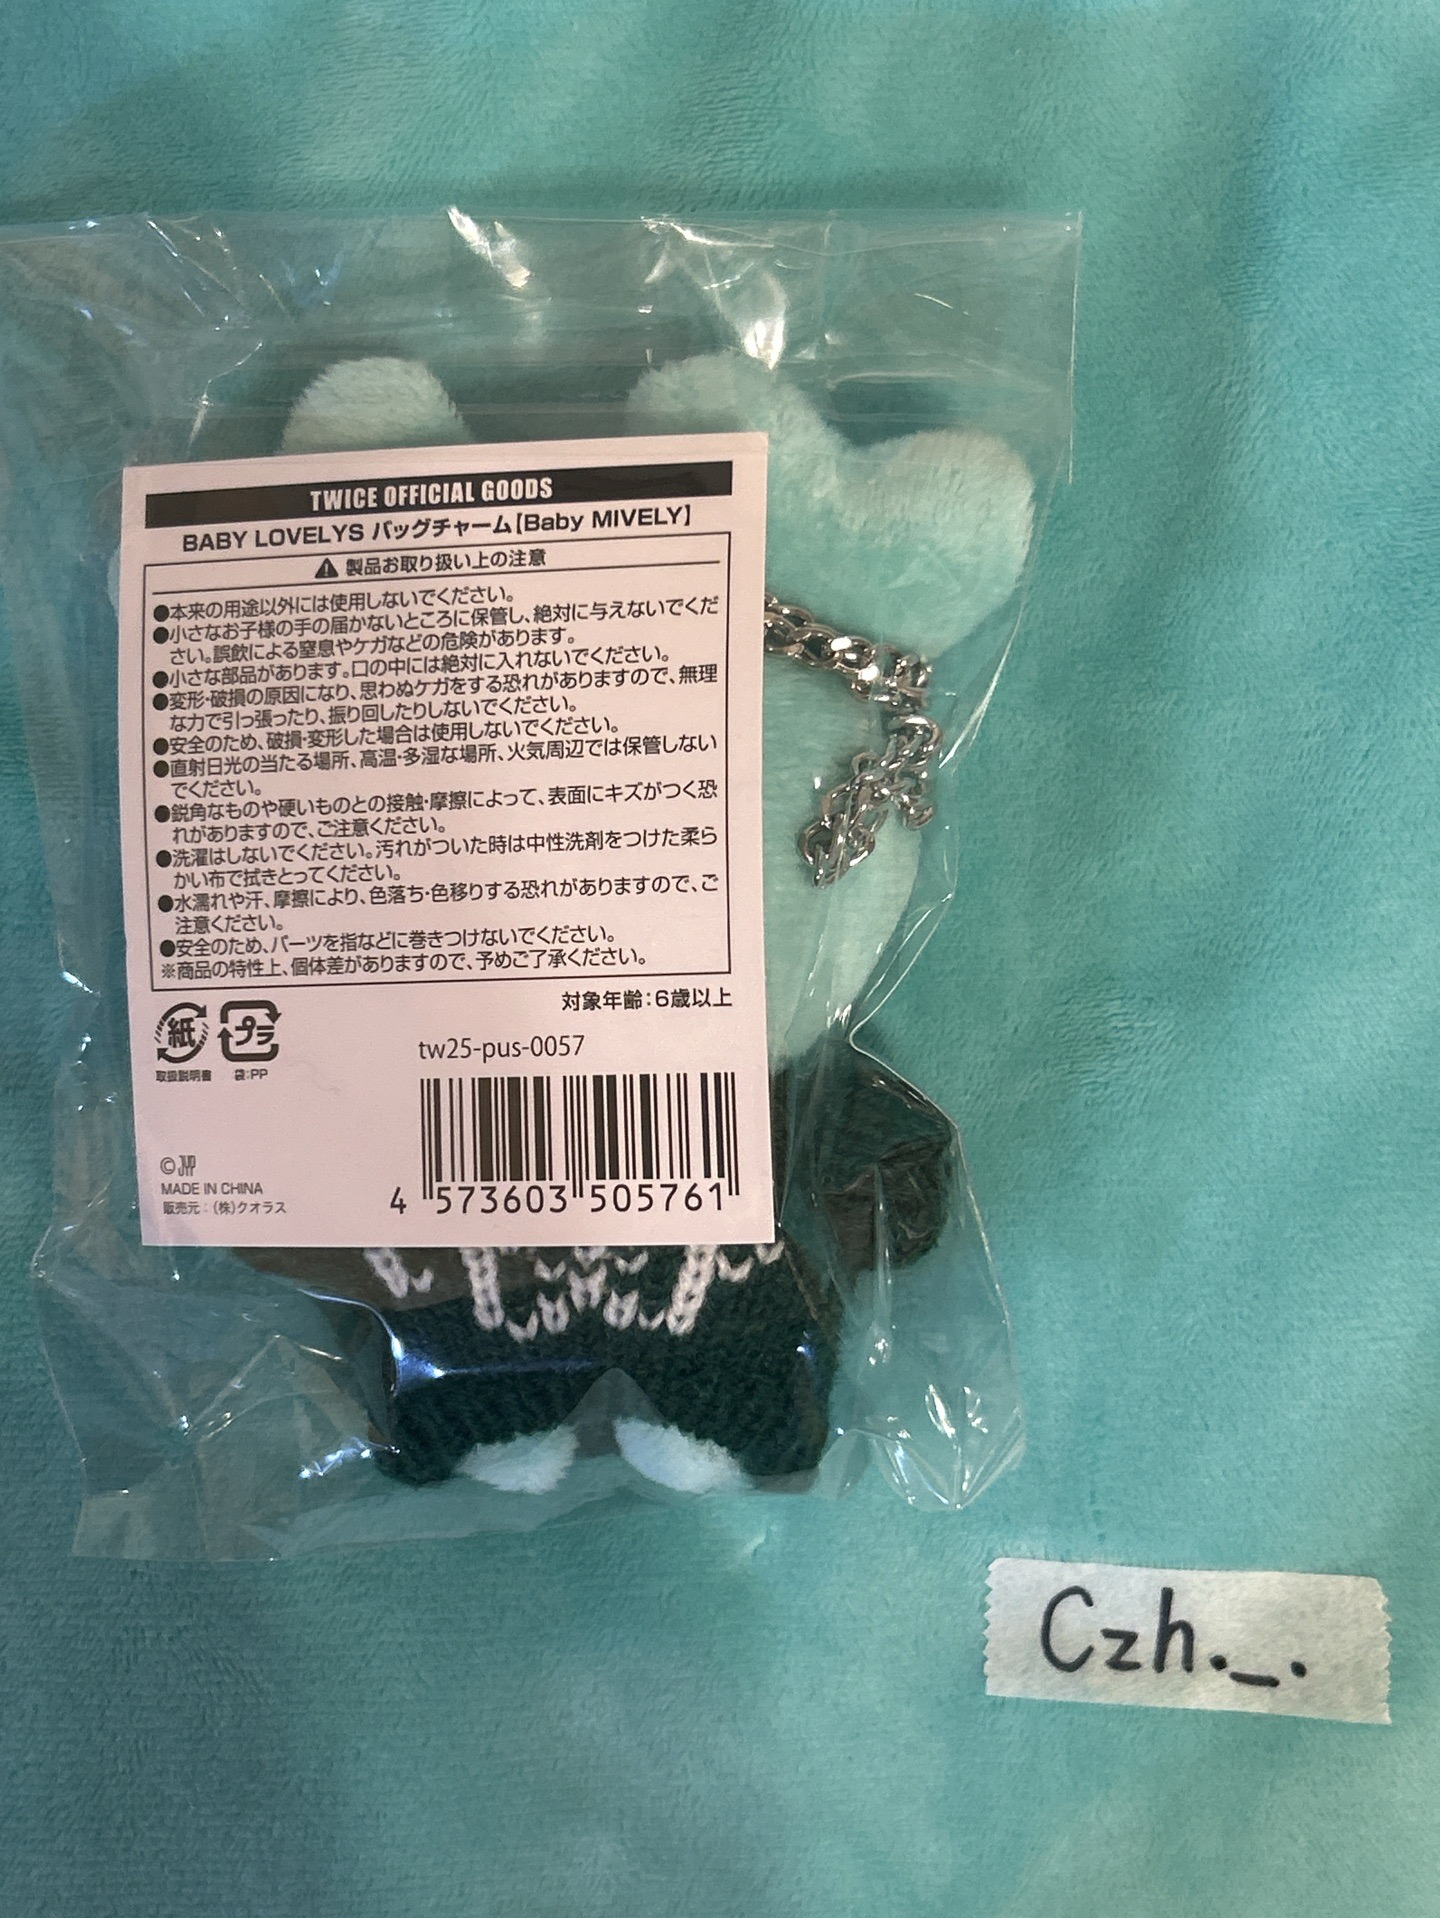 TWICE OFFICIAL GOODS
BABY LOVELYS バッグチャーム【Baby MIVELY】
製品お取り扱い上の注意
●本来の用途以外には使用しないでください。
●小さなお子様の手の届かないところに保管し、絶対に与えないでくだ
さい。誤飲による窒息やケガなどの危険があります。
●小さな部品があります。口の中には絶対に入れないでください。
●変形・破損の原因になり、思わぬケガをする恐れがありますので、無理
な力で引っ張ったり、振り回したりしないでください。
●安全のため、破損・変形した場合は使用しないでください。
●直射日光の当たる場所、高温・多湿な場所、火気周辺では保管しない
でください。
●鋭角なものや硬いものとの接触・摩擦によって、表面にキズがつく恐
れがありますので、ご注意ください。
●洗濯はしないでください。汚れがついた時は中性洗剤をつけた柔ら
かい布で拭きとってください。
●水濡れや汗、摩擦により、色落ち・色移りする恐れがありますので、ご
注意ください。
●安全のため、パーツを指などに巻きつけないでください。
※商品の特性上、個体差がありますので、予めご了承ください。
対象年齢：6歳以上
紙 プラ
取扱説明書 袋:PP
tw25-pus-0057
4 573603 505761
© JYP
MADE IN CHINA
販売元：(株)クオラス
Czh._.